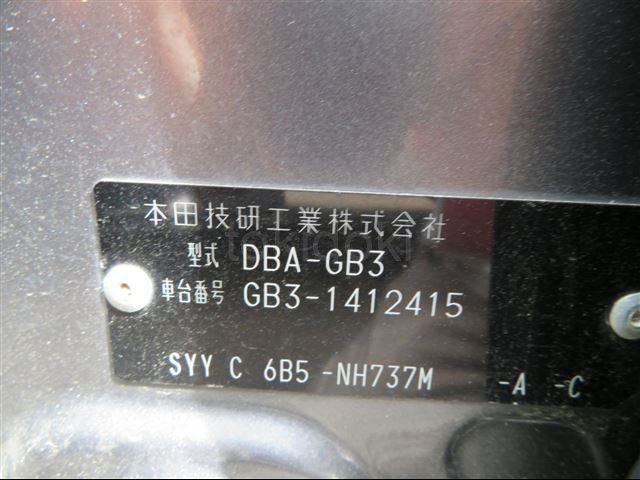 本田技研工業株式会社
型式 DBA-GB3
車台番号 GB3-1412415
SYY C 6B5 -NH737M -A -C